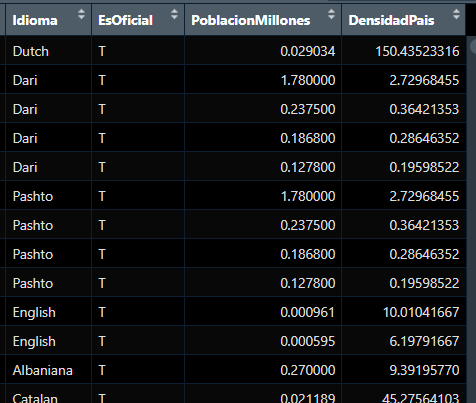 Idioma EsOficial PoblacionMillones DensidadPais
Dutch T 0.029034 150.43523316
Dari T 1.780000 2.72968455
Dari T 0.237500 0.36421353
Dari T 0.186800 0.28646352
Dari T 0.127800 0.19598522
Pashto T 1.780000 2.72968455
Pashto T 0.237500 0.36421353
Pashto T 0.186800 0.28646352
Pashto T 0.127800 0.19598522
English T 0.000961 10.01041667
English T 0.000595 6.19791667
Albaniana T 0.270000 9.39195770
Catalan T 0.021189 45.27564103